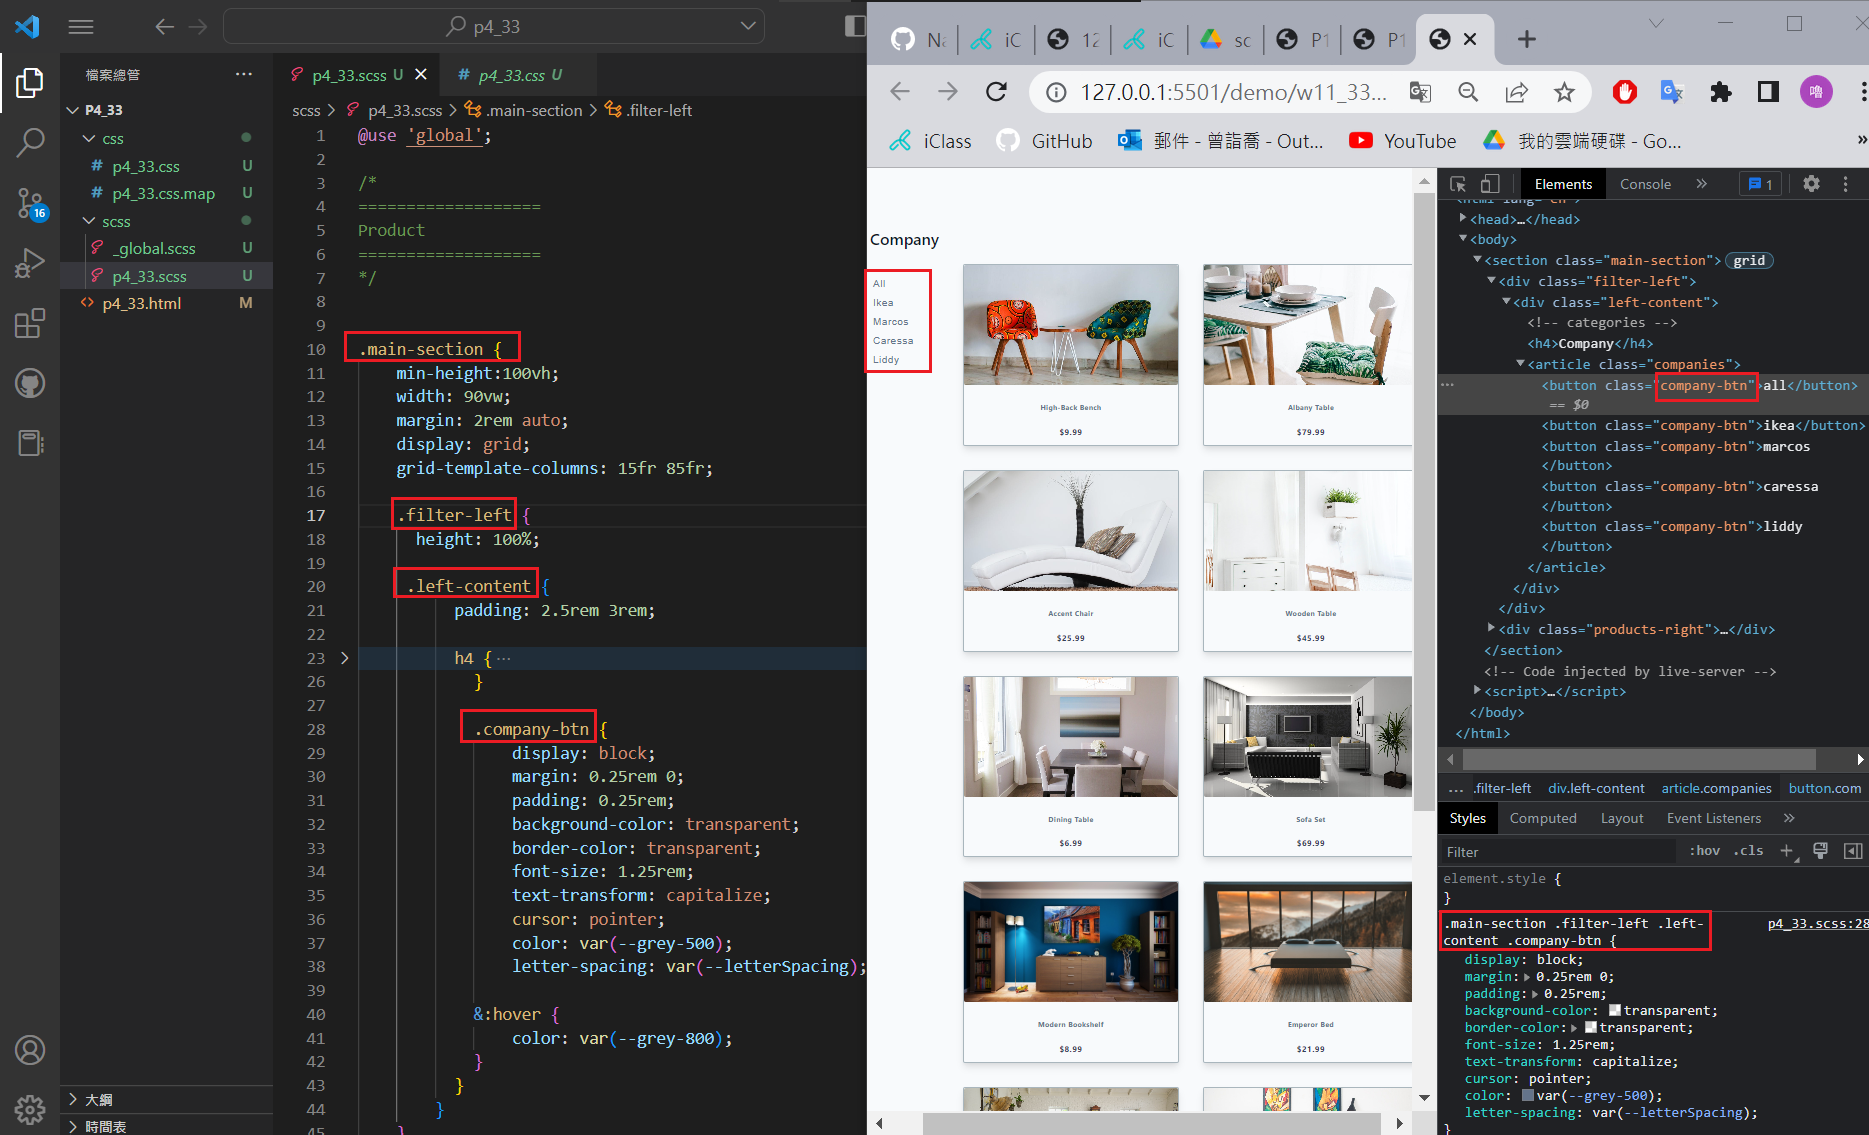 p4_33
檔案總管
P4_33
css
p4_33.css U
p4_33.css.map U
scss
_global.scss U
p4_33.scss U
p4_33.html M
16
大綱
時間表
p4_33.scss U
p4_33.css U
scss > p4_33.scss > .main-section > .filter-left
1 @use 'global';
2
3 /*
4 ===================
5 Product
6 ===================
7 */
8
9
10 .main-section {
11 min-height:100vh;
12 width: 90vw;
13 margin: 2rem auto;
14 display: grid;
15 grid-template-columns: 15fr 85fr;
16
17 .filter-left {
18 height: 100%;
19
20 .left-content {
21 padding: 2.5rem 3rem;
22
23 h4 { ...
26 }
27
28 .company-btn {
29 display: block;
30 margin: 0.25rem 0;
31 padding: 0.25rem;
32 background-color: transparent;
33 border-color: transparent;
34 font-size: 1.25rem;
35 text-transform: capitalize;
36 cursor: pointer;
37 color: var(--grey-500);
38 letter-spacing: var(--letterSpacing);
39
40 &:hover {
41 color: var(--grey-800);
42 }
43 }
44 }
45 }
Na iC 12 iC sc P1 P1
127.0.0.1:5501/demo/w11_33...
嚕
iClass GitHub 郵件 - 曾詣喬 - Out... YouTube 我的雲端硬碟 - Go... »
Company
All
Ikea
Marcos
Caressa
Liddy
High-Back Bench
$9.99
Albany Table
$79.99
Accent Chair
$25.99
Wooden Table
$45.99
Dining Table
$6.99
Sofa Set
$69.99
Modern Bookshelf
$8.99
Emperor Bed
$21.99
Elements Console » 1
<html lang="en">
<head>…</head>
<body>
<section class="main-section"> grid
<div class="filter-left">
<div class="left-content">
<!-- categories -->
<h4>Company</h4>
<article class="companies">
<button class="company-btn">all</button>
== $0
<button class="company-btn">ikea</button>
<button class="company-btn">marcos
</button>
<button class="company-btn">caressa
</button>
<button class="company-btn">liddy
</button>
</article>
</div>
</div>
<div class="products-right">…</div>
</section>
<!-- Code injected by live-server -->
<script>…</script>
</body>
</html>
... .filter-left div.left-content article.companies button.com
Styles Computed Layout Event Listeners »
Filter :hov .cls +
element.style {
}
.main-section .filter-left .left- p4_33.scss:28
content .company-btn {
display: block;
margin: 0.25rem 0;
padding: 0.25rem;
background-color: transparent;
border-color: transparent;
font-size: 1.25rem;
text-transform: capitalize;
cursor: pointer;
color: var(--grey-500);
letter-spacing: var(--letterSpacing);
}